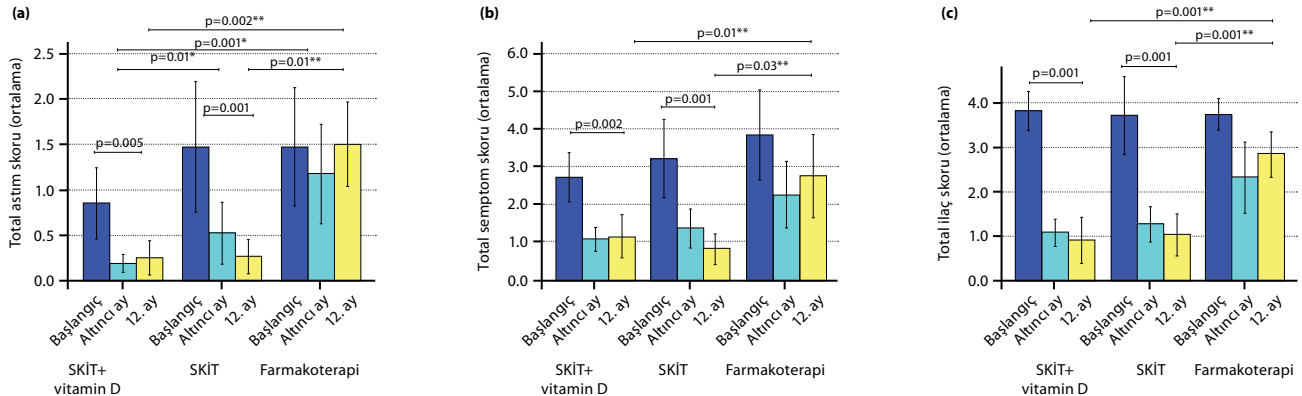 (a)
p=0.002**
p=0.001*
p=0.01*
p=0.01**
p=0.001
p=0.005
Total astım skoru (ortalama)
2.5
2.0
1.5
1.0
0.5
0.0
Başlangıç
Altıncı ay
12. ay
Başlangıç
Altıncı ay
12. ay
Başlangıç
Altıncı ay
12. ay
SKİT+
vitamin D
SKİT
Farmakoterapi
(b)
p=0.01**
p=0.03**
p=0.001
p=0.002
Total semptom skoru (ortalama)
6.0
5.0
4.0
3.0
2.0
1.0
0.0
Başlangıç
Altıncı ay
12. ay
Başlangıç
Altıncı ay
12. ay
Başlangıç
Altıncı ay
12. ay
SKİT+
vitamin D
SKİT
Farmakoterapi
(c)
p=0.001**
p=0.001**
p=0.001
p=0.001
Total ilaç skoru (ortalama)
4.0
3.0
2.0
1.0
0.0
Başlangıç
Altıncı ay
12. ay
Başlangıç
Altıncı ay
12. ay
Başlangıç
Altıncı ay
12. ay
SKİT+
vitamin D
SKİT
Farmakoterapi